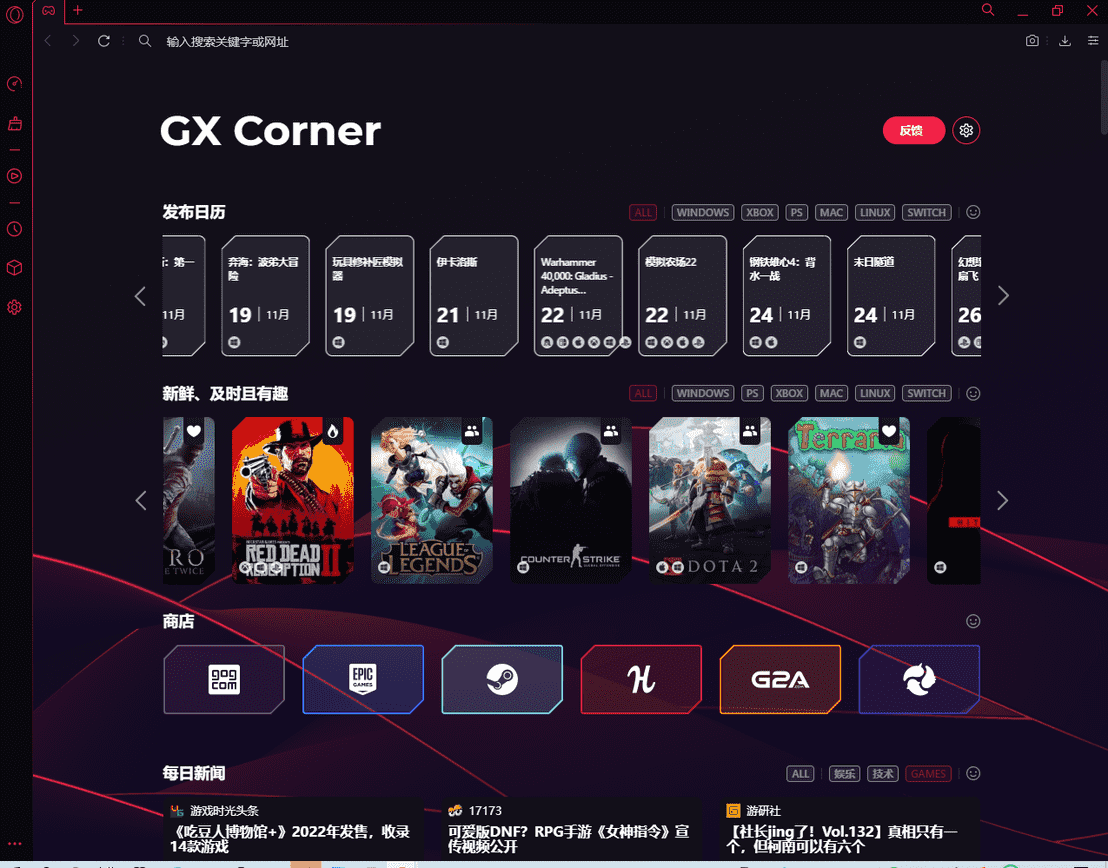 输入搜索关键字或网址
GX Corner
反馈
发布日历
ALL WINDOWS XBOX PS MAC LINUX SWITCH
第一
11月
弃海：波弟大冒
险
19 | 11月
玩具修补匠模拟
器
19 | 11月
伊卡洛斯
21 | 11月
Warhammer
40,000: Gladius -
Adeptus...
22 | 11月
模拟农场22
22 | 11月
钢铁雄心4：背
水一战
24 | 11月
末日隧道
24 | 11月
26
新鲜、及时且有趣
ALL WINDOWS PS XBOX MAC LINUX SWITCH
RO
E TWICE
RED DEAD
REDEMPTION II
LEAGUE OF
LEGENDS
COUNTER STRIKE
DOTA 2
Terraria
商店
gog
com
EPIC
GAMES
H
G2A
每日新闻
ALL 娱乐 技术 GAMES
游戏时光头条
《吃豆人博物馆+》2022年发售，收录
14款游戏
17173
可爱版DNF？RPG手游《女神指令》宣
传视频公开
游研社
【社长jing了！Vol.132】真相只有一
个，但柯南可以有六个